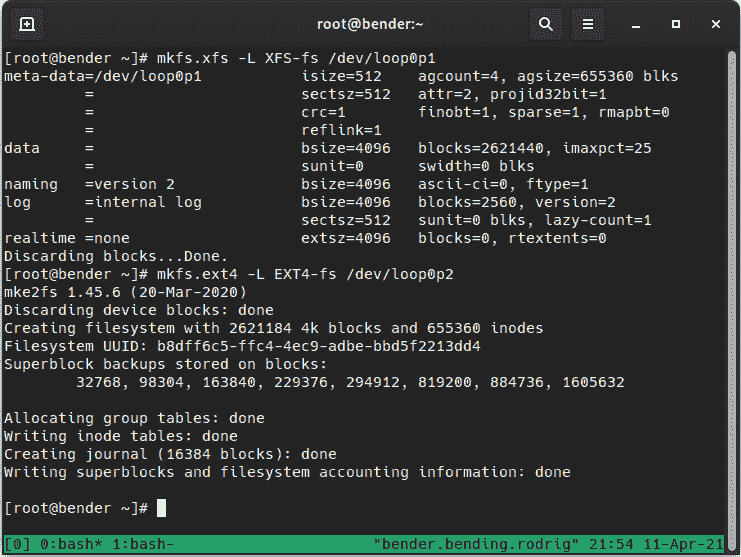 root@bender:~
[root@bender ~]# mkfs.xfs -L XFS-fs /dev/loop0p1
meta-data=/dev/loop0p1           isize=512    agcount=4, agsize=655360 blks
         =                       sectsz=512   attr=2, projid32bit=1
         =                       crc=1        finobt=1, sparse=1, rmapbt=0
         =                       reflink=1
data     =                       bsize=4096   blocks=2621440, imaxpct=25
         =                       sunit=0      swidth=0 blks
naming   =version 2              bsize=4096   ascii-ci=0, ftype=1
log      =internal log           bsize=4096   blocks=2560, version=2
         =                       sectsz=512   sunit=0 blks, lazy-count=1
realtime =none                   extsz=4096   blocks=0, rtextents=0
Discarding blocks...Done.
[root@bender ~]# mkfs.ext4 -L EXT4-fs /dev/loop0p2
mke2fs 1.45.6 (20-Mar-2020)
Discarding device blocks: done
Creating filesystem with 2621184 4k blocks and 655360 inodes
Filesystem UUID: b8dff6c5-ffc4-4ec9-adbe-bbd5f2213dd4
Superblock backups stored on blocks:
        32768, 98304, 163840, 229376, 294912, 819200, 884736, 1605632
Allocating group tables: done
Writing inode tables: done
Creating journal (16384 blocks): done
Writing superblocks and filesystem accounting information: done
[root@bender ~]#
[0] 0:bash* 1:bash-                    "bender.bending.rodrig" 21:54 11-Apr-21